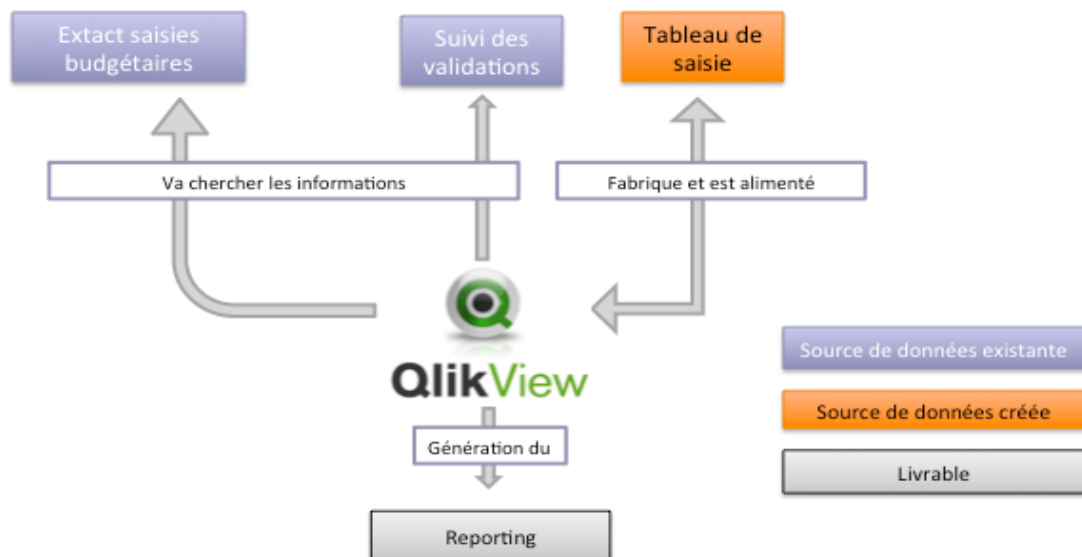 Extact saisies
budgétaires
Suivi des
validations
Tableau de
saisie
Va chercher les informations
Fabrique et est alimenté
QlikView
Génération du
Reporting
Source de données existante
Source de données créée
Livrable